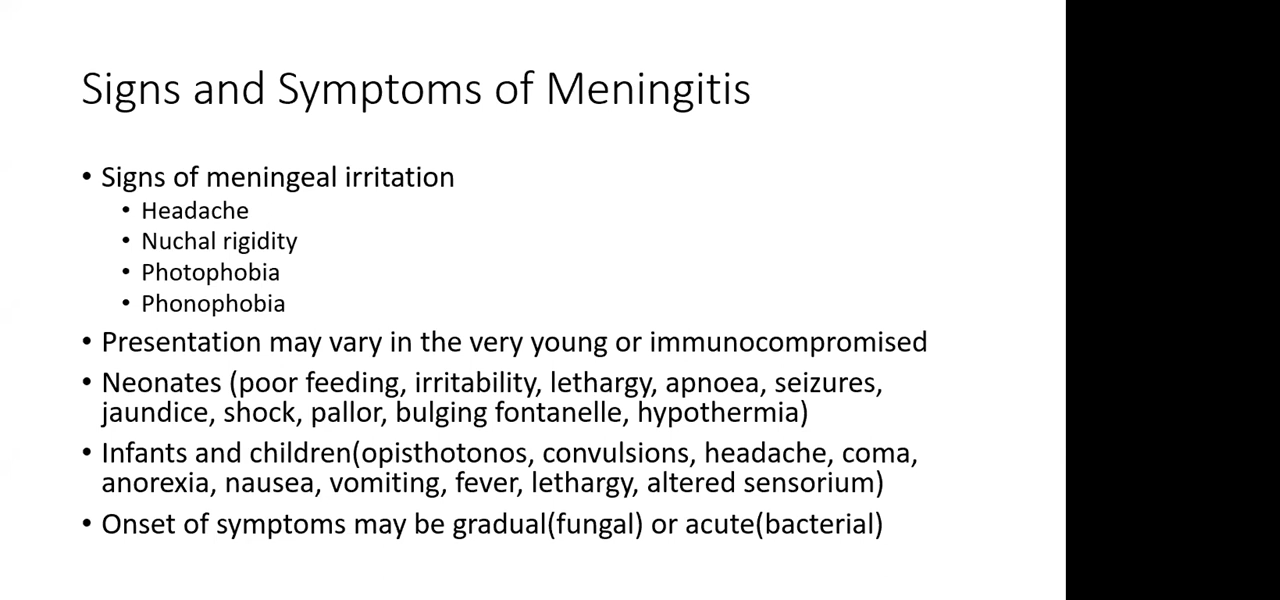 Signs and Symptoms of Meningitis
• Signs of meningeal irritation
• Headache
• Nuchal rigidity
• Photophobia
• Phonophobia
• Presentation may vary in the very young or immunocompromised
• Neonates (poor feeding, irritability, lethargy, apnoea, seizures,
jaundice, shock, pallor, bulging fontanelle, hypothermia)
• Infants and children(opisthotonos, convulsions, headache, coma,
anorexia, nausea, vomiting, fever, lethargy, altered sensorium)
• Onset of symptoms may be gradual(fungal) or acute(bacterial)